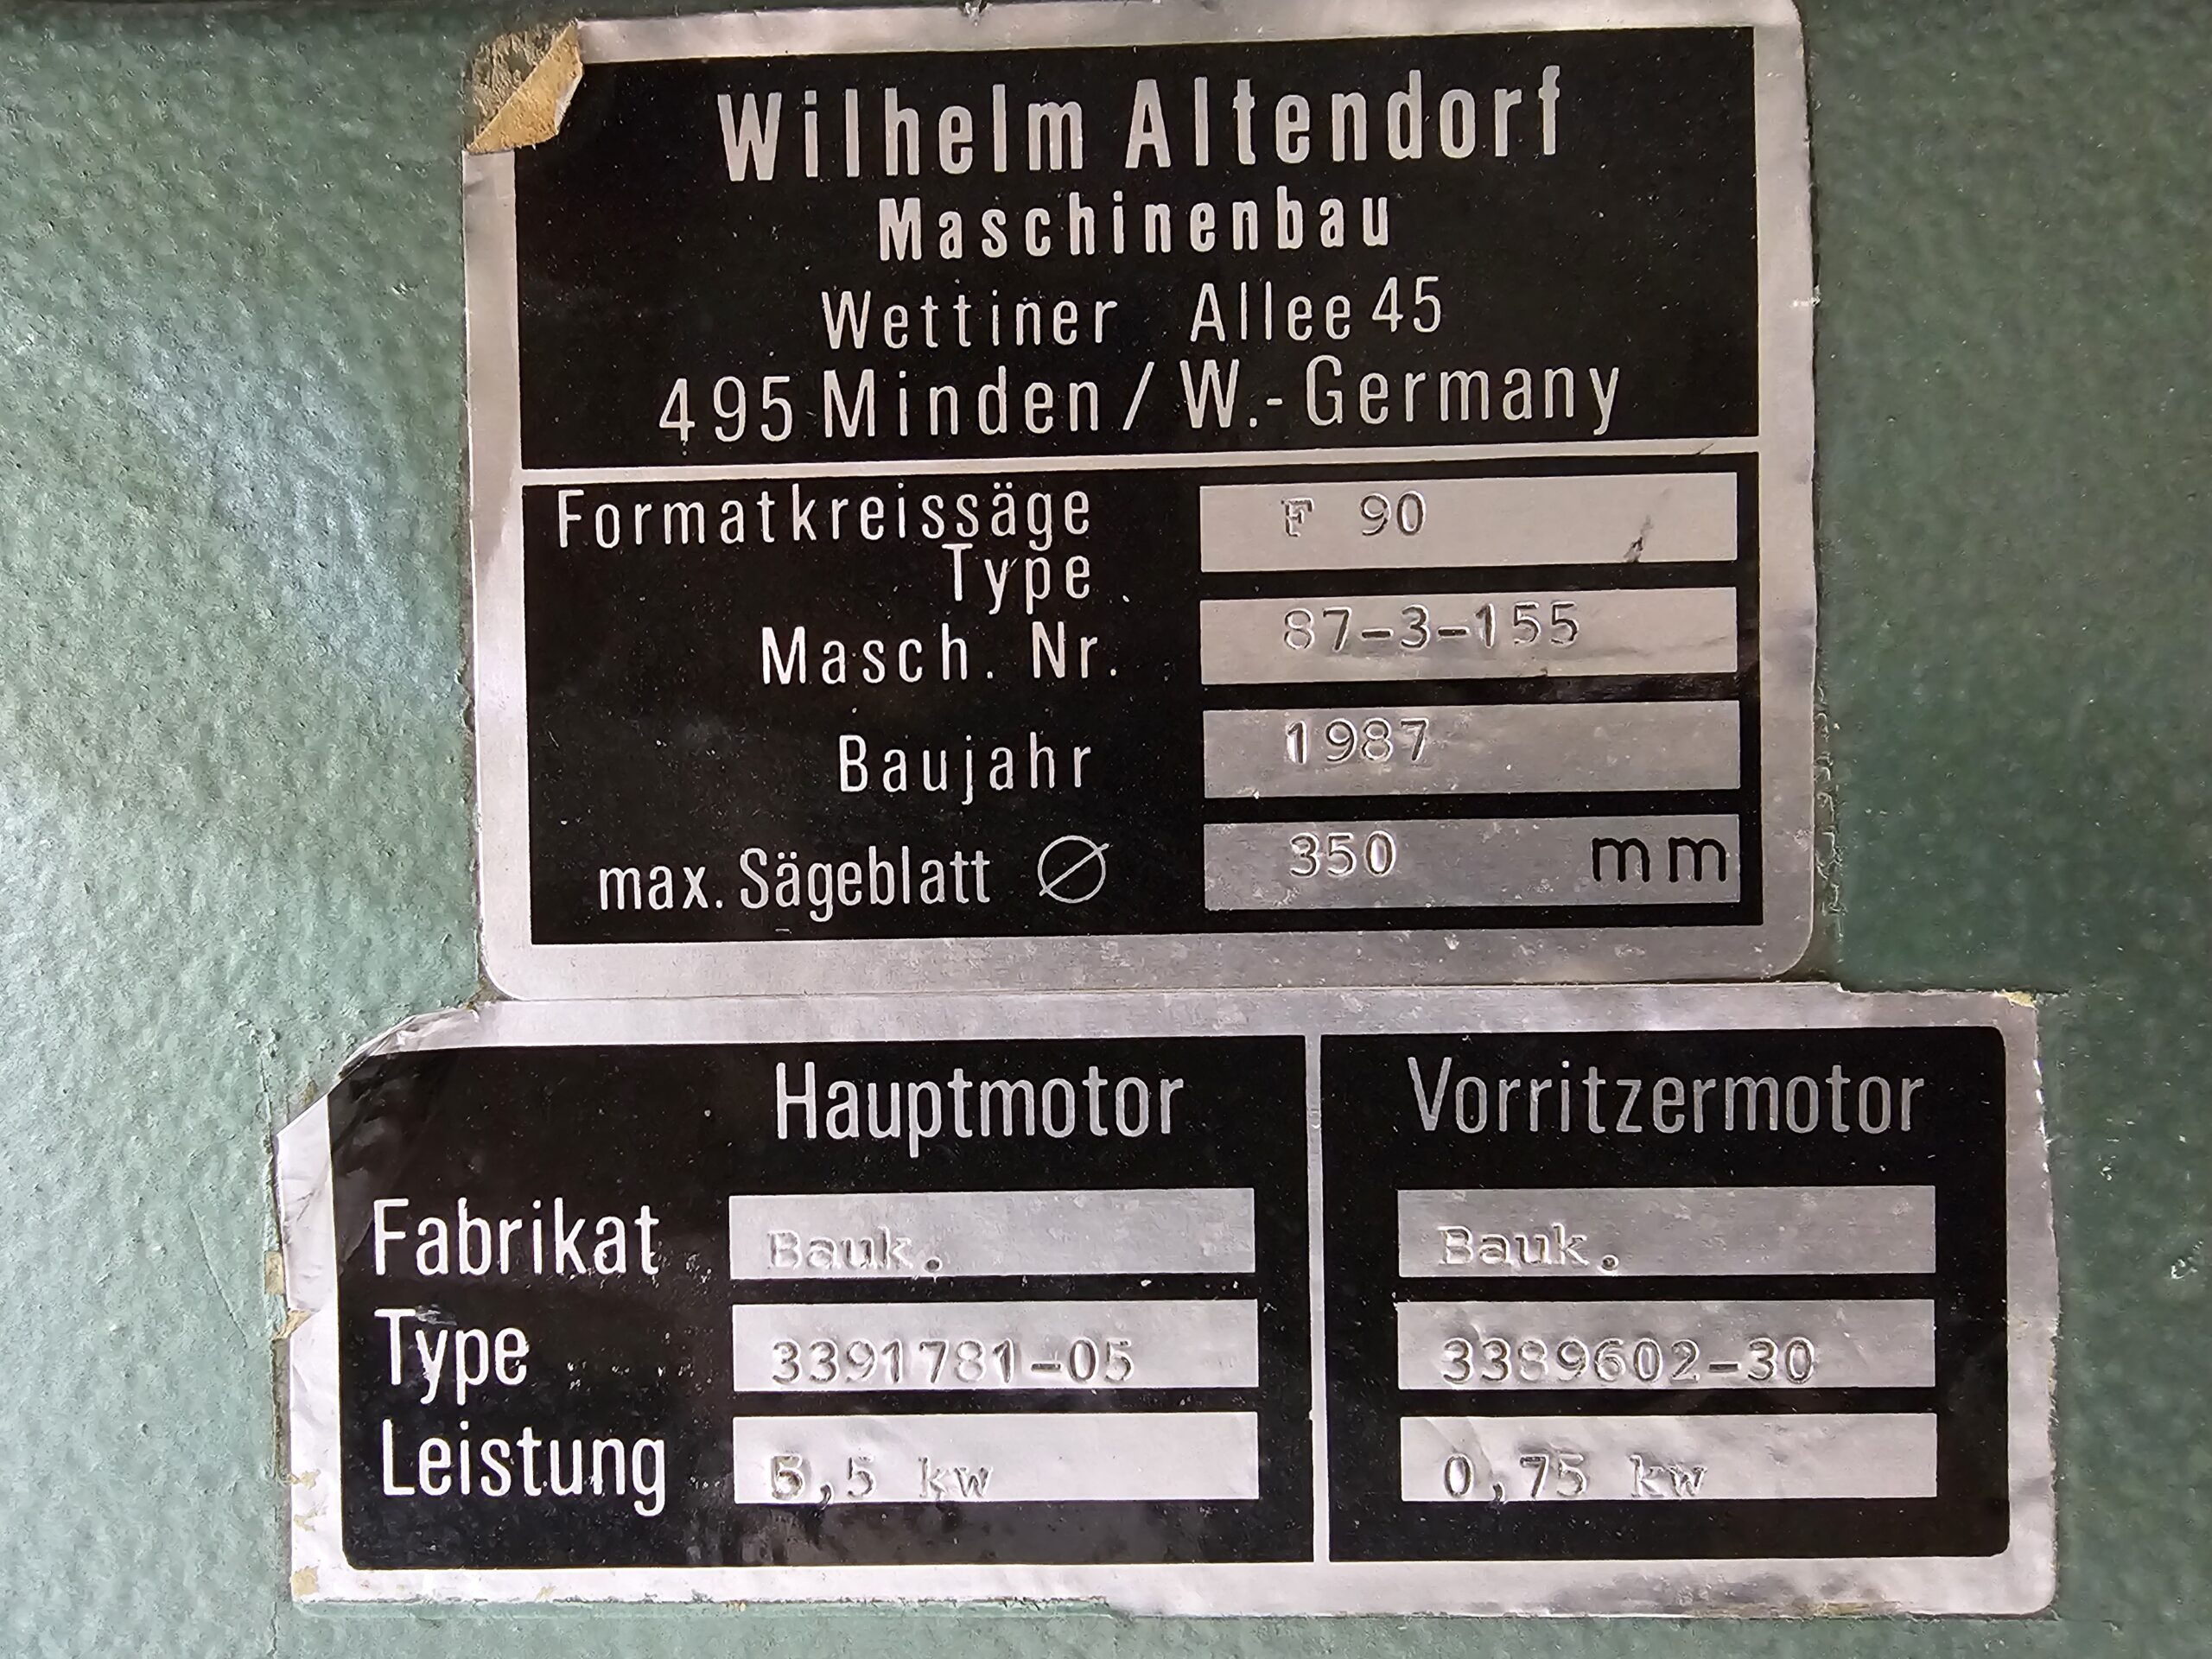 Wilhelm Altendorf
Maschinenbau
Wettiner Allee 45
495 Minden / W.-Germany
Formatkreissäge
Type F 90
Masch. Nr. 87-3-155
Baujahr 1987
max. Sägeblatt Ø 350 mm
Hauptmotor Vorritzermotor
Fabrikat Bauk. Bauk.
Type 3391781-05 3389602-30
Leistung 5,5 kw 0,75 kw